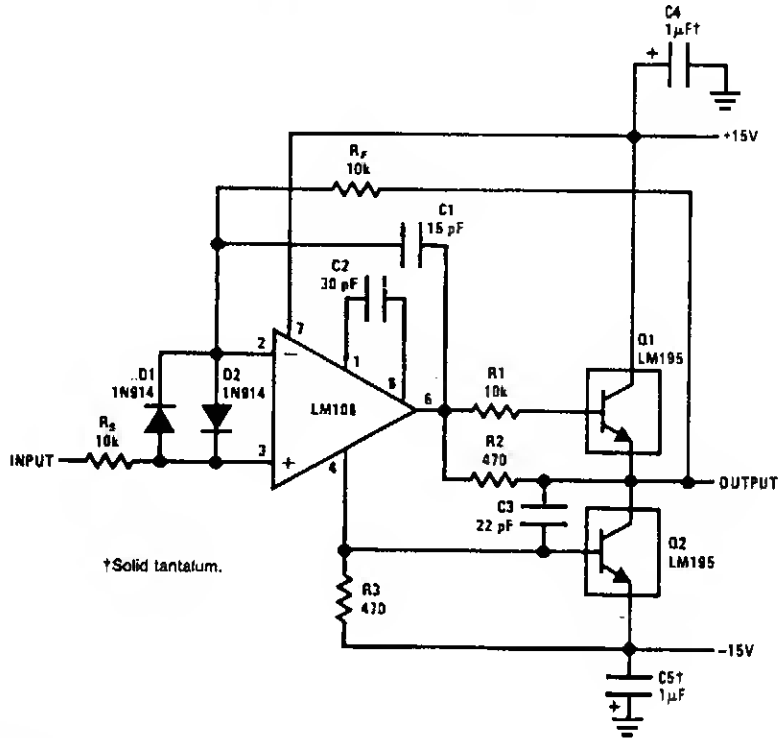 C4
1µF†
+
+15V
RF
10k
C1
15 pF
C2
30 pF
7
Q1
LM195
D1
1N914
D2
1N914
2
−
1
8
6
R1
10k
LM108
RS
10k
INPUT
3
+
4
R2
470
OUTPUT
C3
22 pF
Q2
LM195
†Solid tantalum.
R3
470
−15V
C5†
1µF
+